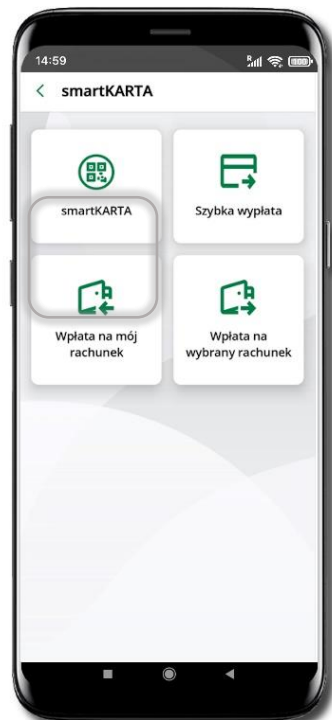 14:59
smartKARTA
smartKARTA
Szybka wypłata
Wpłata na mój
rachunek
Wpłata na
wybrany rachunek